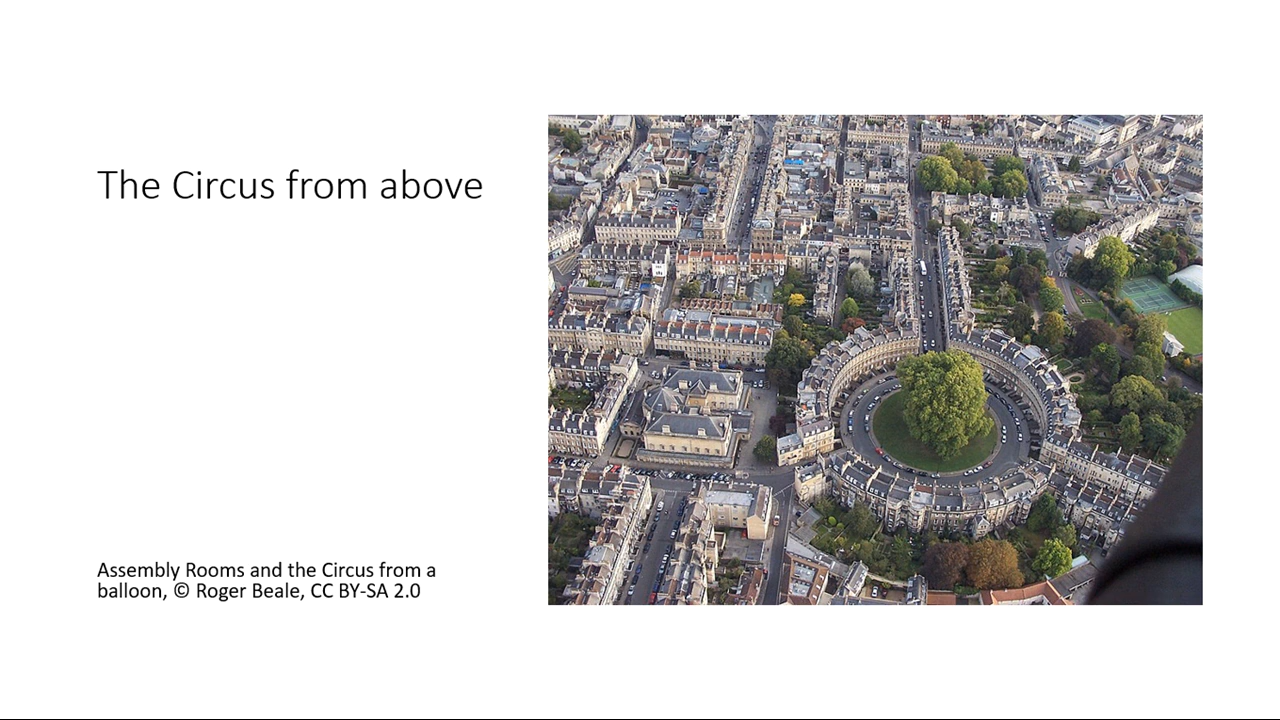 The Circus from above
Assembly Rooms and the Circus from a
balloon, © Roger Beale, CC BY-SA 2.0